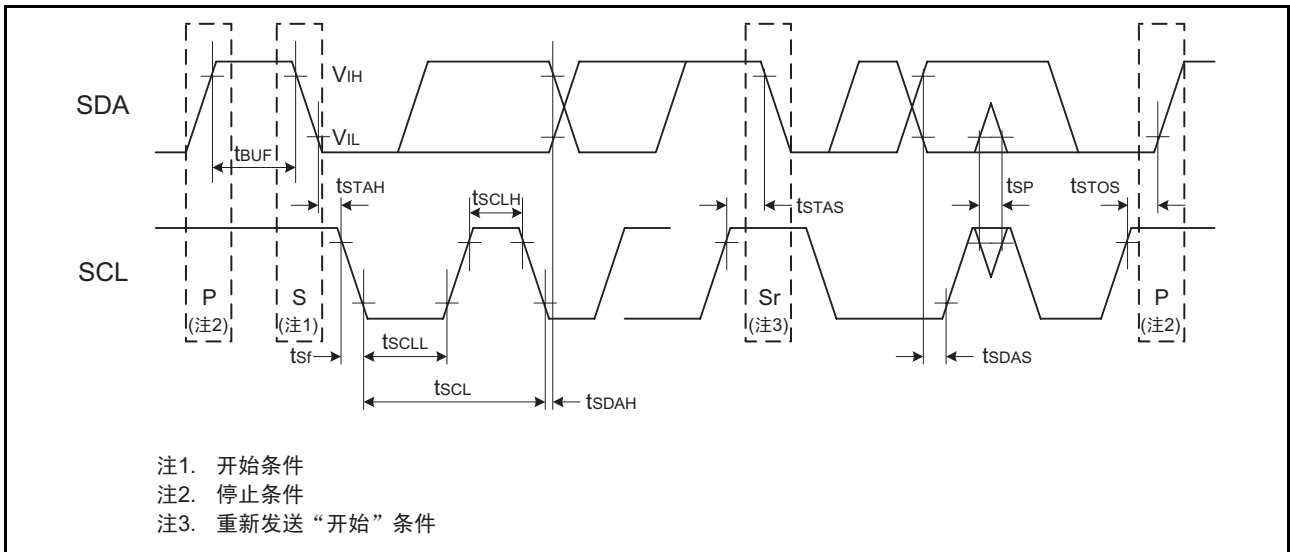 SDA
VIH
VIL
tBUF
tSTAH
tSCLH
tSTAS
tSP
tSTOS
SCL
P
(注2)
S
(注1)
Sr
(注3)
P
(注2)
tSf
tSCLL
tSDAS
tSCL
tSDAH
注1. 开始条件
注2. 停止条件
注3. 重新发送“开始”条件